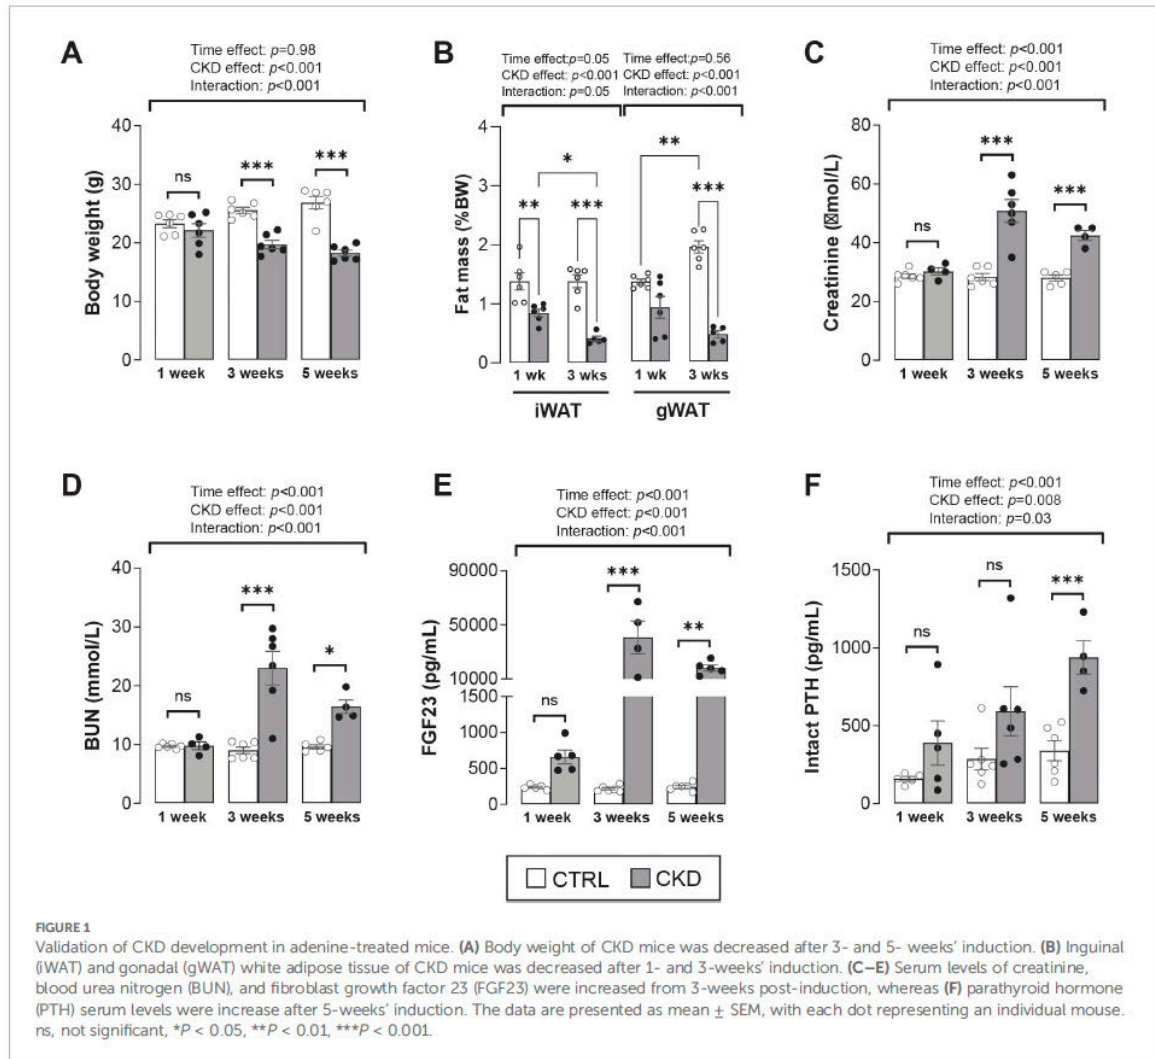 A
Time effect: p=0.98
CKD effect: p<0.001
Interaction: p<0.001
Body weight (g)
40
30
20
10
0
ns
***
***
1 week
3 weeks
5 weeks
B
Time effect:p=0.05
CKD effect: p<0.001
Interaction: p=0.05
Time effect:p=0.56
CKD effect: p<0.001
Interaction: p<0.001
Fat mass (%BW)
4
3
2
1
0
*
**
***
**
***
1 wk
3 wks
1 wk
3 wks
iWAT
gWAT
C
Time effect: p<0.001
CKD effect: p<0.001
Interaction: p<0.001
Creatinine (☒mol/L)
80
60
40
20
0
ns
***
***
1 week
3 weeks
5 weeks
D
Time effect: p<0.001
CKD effect: p<0.001
Interaction: p<0.001
BUN (mmol/L)
40
30
20
10
0
ns
***
*
1 week
3 weeks
5 weeks
E
Time effect: p<0.001
CKD effect: p<0.001
Interaction: p<0.001
FGF23 (pg/mL)
90000
50000
10000
1500
1000
500
0
ns
***
**
1 week
3 weeks
5 weeks
F
Time effect: p<0.001
CKD effect: p=0.008
Interaction: p=0.03
Intact PTH (pg/mL)
1500
1000
500
0
ns
ns
***
1 week
3 weeks
5 weeks
CTRL
CKD
FIGURE 1
Validation of CKD development in adenine-treated mice. (A) Body weight of CKD mice was decreased after 3- and 5- weeks’ induction. (B) Inguinal
(iWAT) and gonadal (gWAT) white adipose tissue of CKD mice was decreased after 1- and 3-weeks’ induction. (C–E) Serum levels of creatinine,
blood urea nitrogen (BUN), and fibroblast growth factor 23 (FGF23) were increased from 3-weeks post-induction, whereas (F) parathyroid hormone
(PTH) serum levels were increase after 5-weeks’ induction. The data are presented as mean ± SEM, with each dot representing an individual mouse.
ns, not significant, *P < 0.05, **P < 0.01, ***P < 0.001.